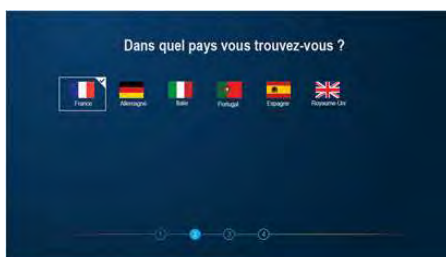 Dans quel pays vous trouvez-vous ?
France Allemagne Italie Portugal Espagne Royaume-Uni
1 2 3 4